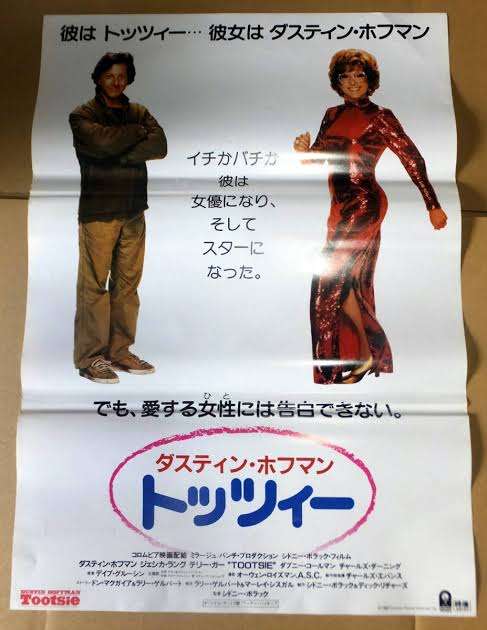 彼は トッツィー… 彼女は ダスティン・ホフマン
イチかバチか
彼は
女優になり、
そして
スターに
なった。
でも、愛する女性には告白できない。
ひと
ダスティン・ホフマン
トッツィー
コロムビア映画配給 ミラージュ/パンチ・プロダクション シドニー・ポラック・フィルム
ダスティン・ホフマン ジェシカ・ラング テリー・ガー "TOOTSIE" ダブニー・コールマン チャールズ・ダーニング
デイブ・グルーシン オーウェン・ロイズマン A.S.C. チャールズ・エバンス
ドン・マクガイア&ラリー・ゲルバート ラリー・ゲルバート&マーレイ・シスガル シドニー・ポラック&ディック・リチャーズ
シドニー・ポラック
DUSTIN HOFFMAN
Tootsie